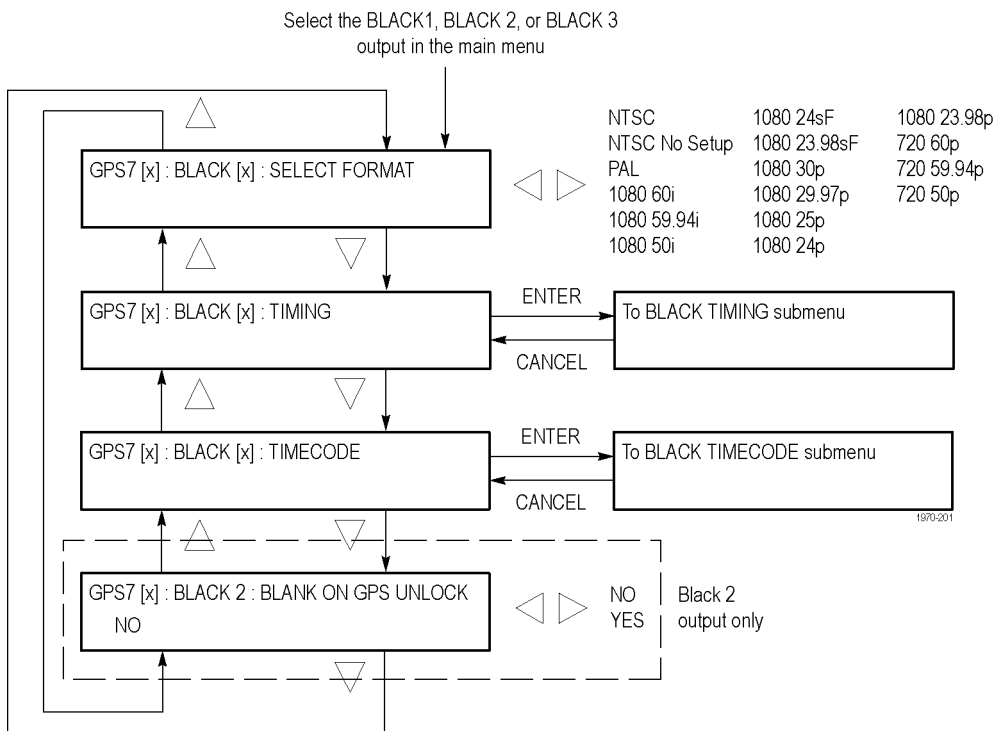 Select the BLACK1, BLACK 2, or BLACK 3
output in the main menu
GPS7 [x] : BLACK [x] : SELECT FORMAT
NTSC
NTSC No Setup
PAL
1080 60i
1080 59.94i
1080 50i
1080 24sF
1080 23.98sF
1080 30p
1080 29.97p
1080 25p
1080 24p
1080 23.98p
720 60p
720 59.94p
720 50p
GPS7 [x] : BLACK [x] : TIMING
ENTER
CANCEL
To BLACK TIMING submenu
GPS7 [x] : BLACK [x] : TIMECODE
ENTER
CANCEL
To BLACK TIMECODE submenu
1970-201
GPS7 [x] : BLACK 2 : BLANK ON GPS UNLOCK
NO
NO
YES
Black 2
output only